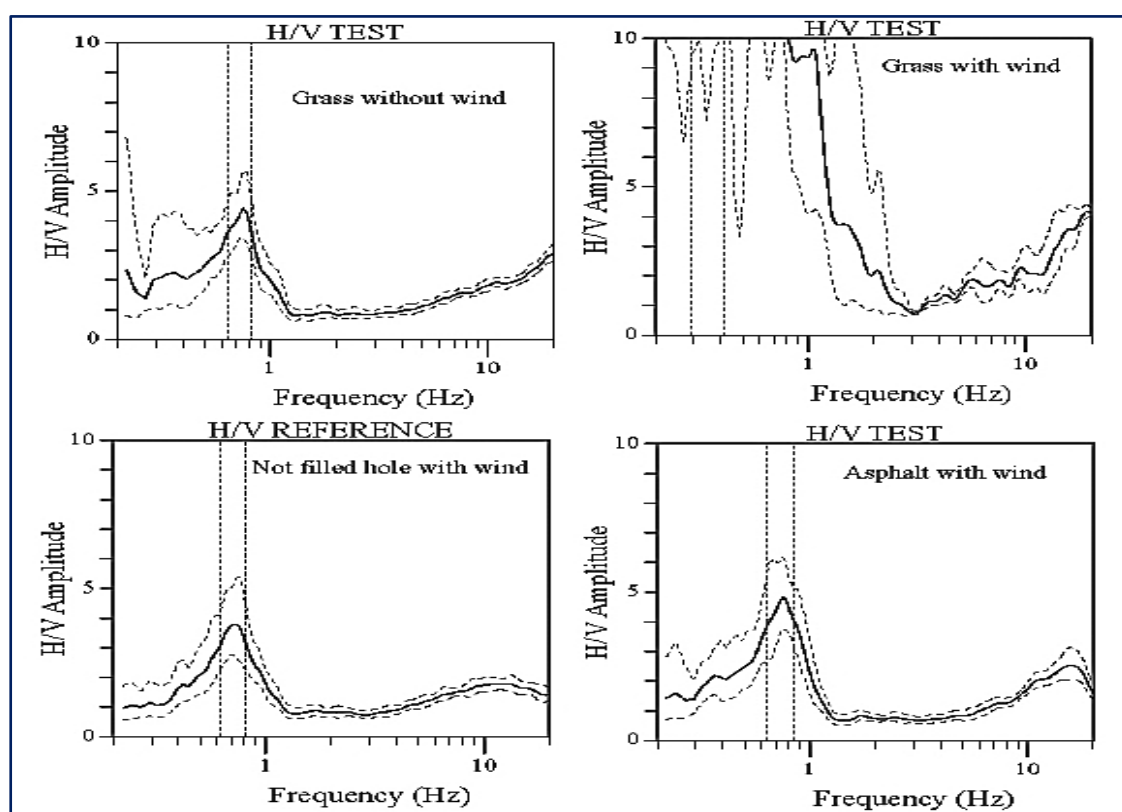 H/V TEST
Grass without wind
10
5
0
H/V Amplitude
1
10
Frequency (Hz)
H/V TEST
Grass with wind
10
5
0
H/V Amplitude
1
10
Frequency (Hz)
H/V REFERENCE
Not filled hole with wind
10
5
0
H/V Amplitude
1
10
Frequency (Hz)
H/V TEST
Asphalt with wind
10
5
0
H/V Amplitude
1
10
Frequency (Hz)